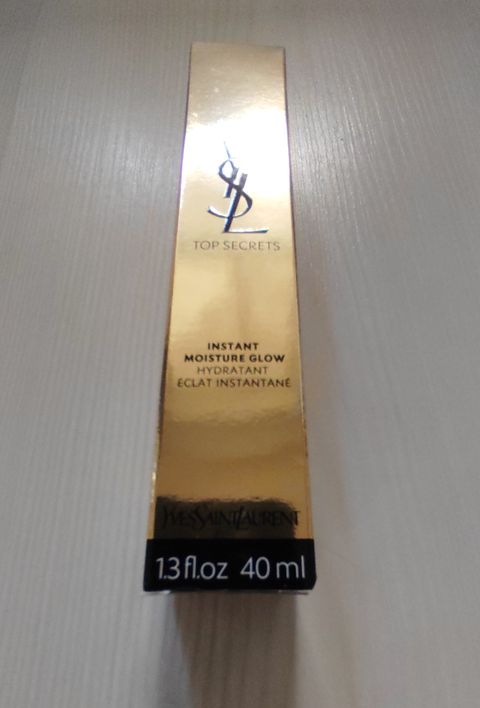 YSL
TOP SECRETS
INSTANT
MOISTURE GLOW
HYDRATANT
ÉCLAT INSTANTANÉ
YVESSAINTLAURENT
1.3 fl.oz 40 ml